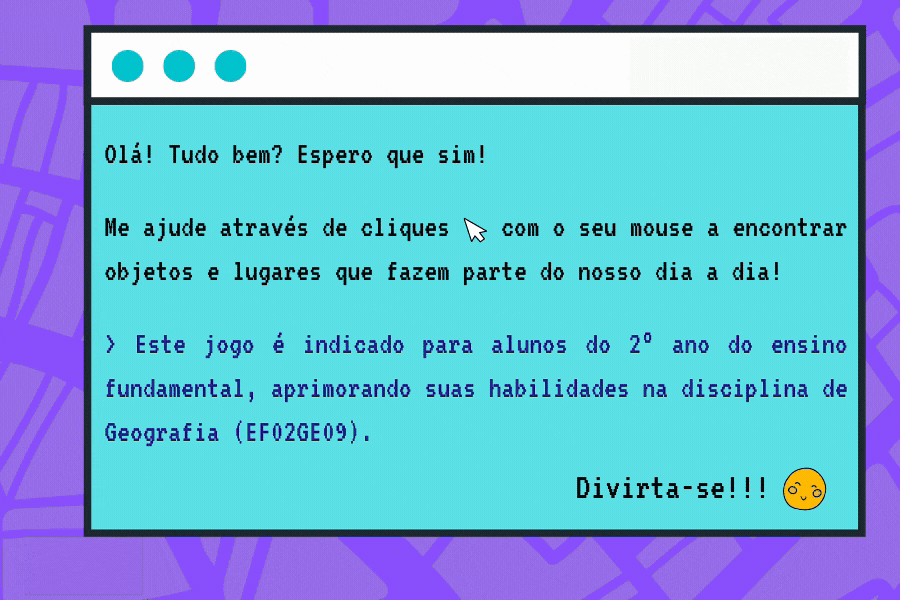 Olá! Tudo bem? Espero que sim!
Me ajude através de cliques com o seu mouse a encontrar
objetos e lugares que fazem parte do nosso dia a dia!
> Este jogo é indicado para alunos do 2º ano do ensino
fundamental, aprimorando suas habilidades na disciplina de
Geografia (EF02GE09).
Divirta-se!!!